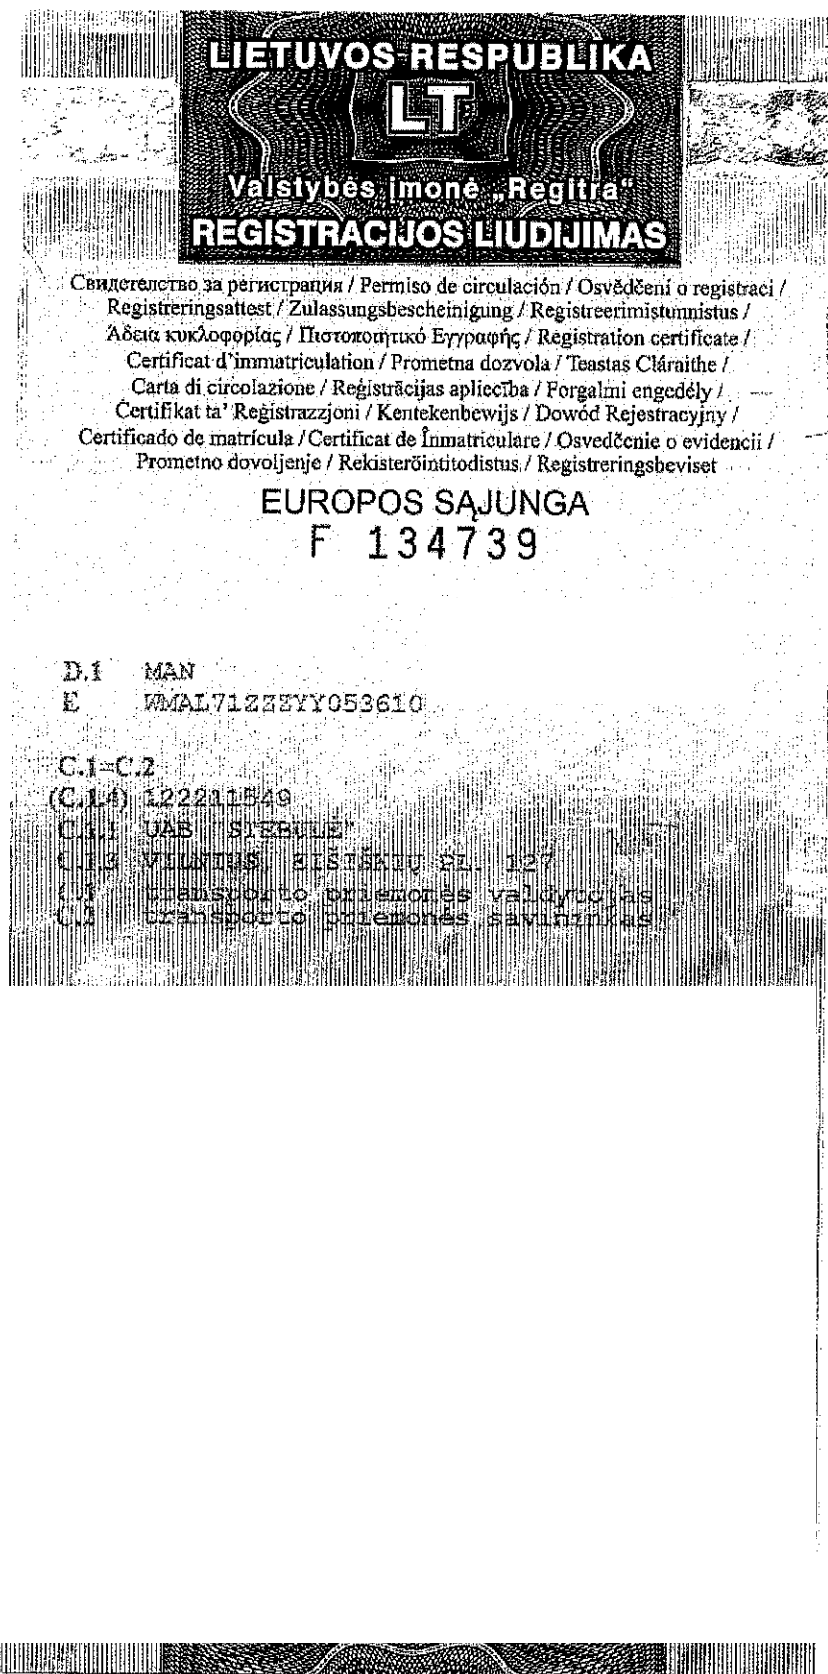 LIETUVOS RESPUBLIKA
LT
Valstybės įmonė „Regitra“
REGISTRACIJOS LIUDIJIMAS
Свидетелство за регистрация / Permiso de circulación / Osvědčení o registraci /
Registreringsattest / Zulassungsbescheinigung / Registreerimistunnistus /
Άδεια κυκλοφορίας / Πιστοποιητικό Εγγραφής / Registration certificate /
Certificat d'immatriculation / Prometna dozvola / Teastas Cláraithe /
Carta di circolazione / Reģistrācijas apliecība / Forgalmi engedély /
Ċertifikat ta' Reġistrazzjoni / Kentekenbewijs / Dowód Rejestracyjny /
Certificado de matrícula / Certificat de Înmatriculare / Osvedčenie o evidencii /
Prometno dovoljenje / Rekisteröintitodistus / Registreringsbeviset
EUROPOS SĄJUNGA
F 134739
D.1 MAN
E WMAL71ZZZYY053610
C.1=C.2
(C.1.4) 122211549
C.1.1 UAB "STEBULĖ"
C.1.3 VILNIUS, EIŠIŠKIŲ PL. 127
C.1 transporto priemonės valdytojas
C.2 transporto priemonės savininkas